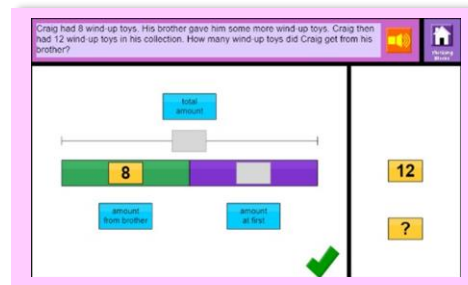 Craig had 8 wind-up toys. His brother gave him some more wind-up toys. Craig then
had 12 wind-up toys in his collection. How many wind-up toys did Craig get from his
brother?
total
amount
8
12
amount
from brother
amount
at first
?